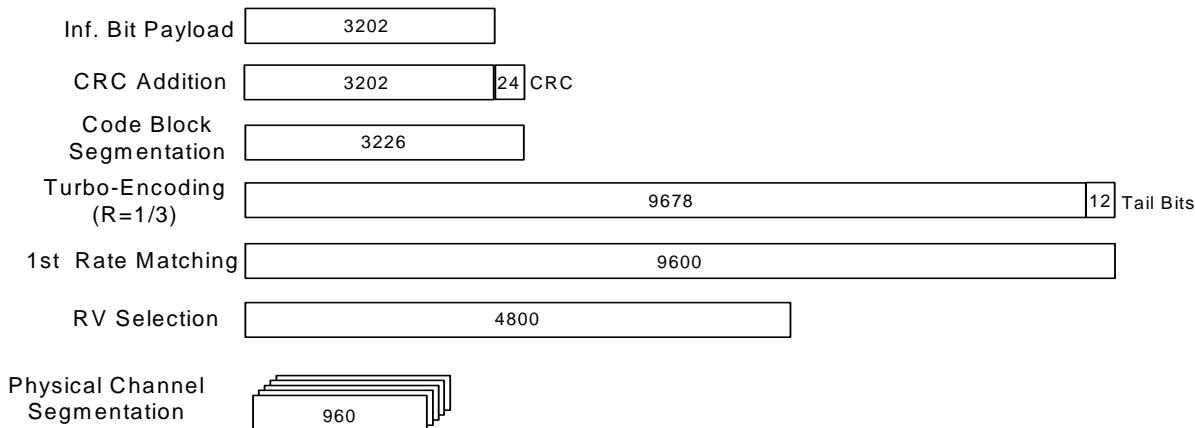 Inf. Bit Payload 3202
CRC Addition 3202 24 CRC
Code Block
Segmentation 3226
Turbo-Encoding
(R=1/3) 9678 12 Tail Bits
1st Rate Matching 9600
RV Selection 4800
Physical Channel
Segmentation 960